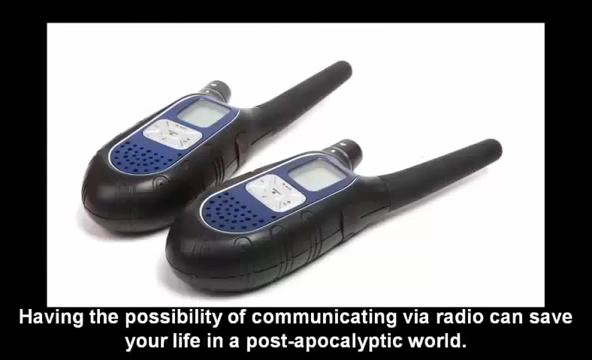 Having the possibility of communicating via radio can save
your life in a post-apocalyptic world.